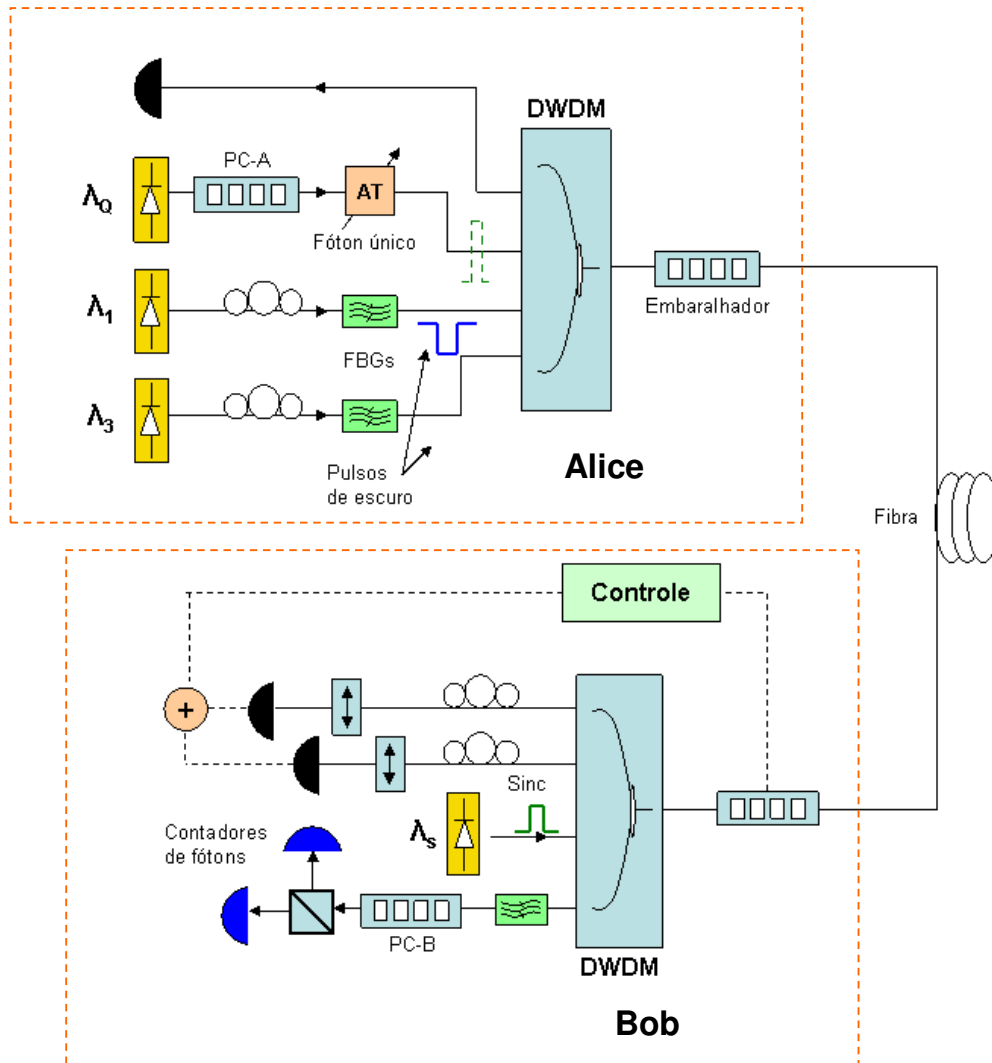 DWDM
PC-A
λQ
AT
Fóton único
λ1
FBGs
Embaralhador
λ3
Pulsos
de escuro
Alice
Fibra
Controle
+
Sinc
λs
Contadores
de fótons
PC-B
DWDM
Bob